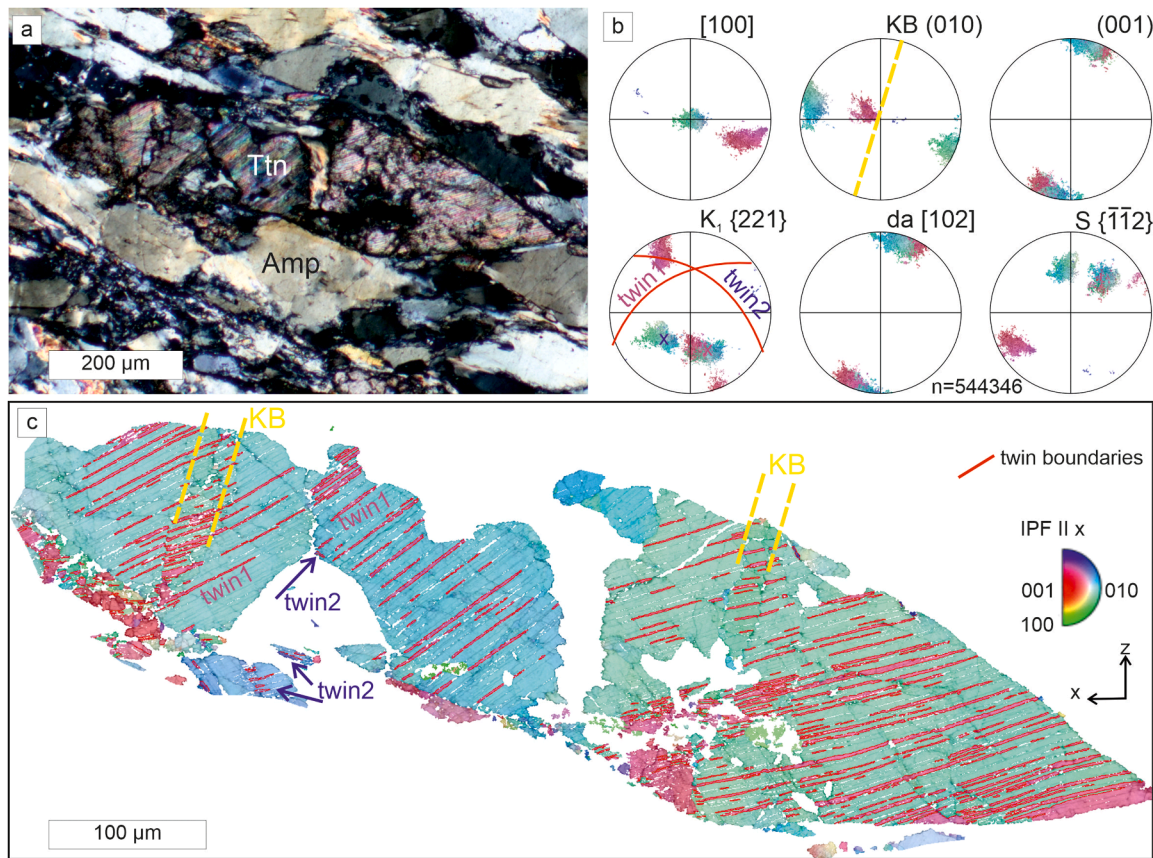 a
Ttn
Amp
200 µm
b
[100]
KB (010)
(001)
K₁ {221}
da [102]
S {1̅1̅2}
twin1
twin2
x
x
n=544346
c
KB
KB
twin boundaries
twin1
twin1
twin2
twin2
IPF II x
001
010
100
z
x
100 µm